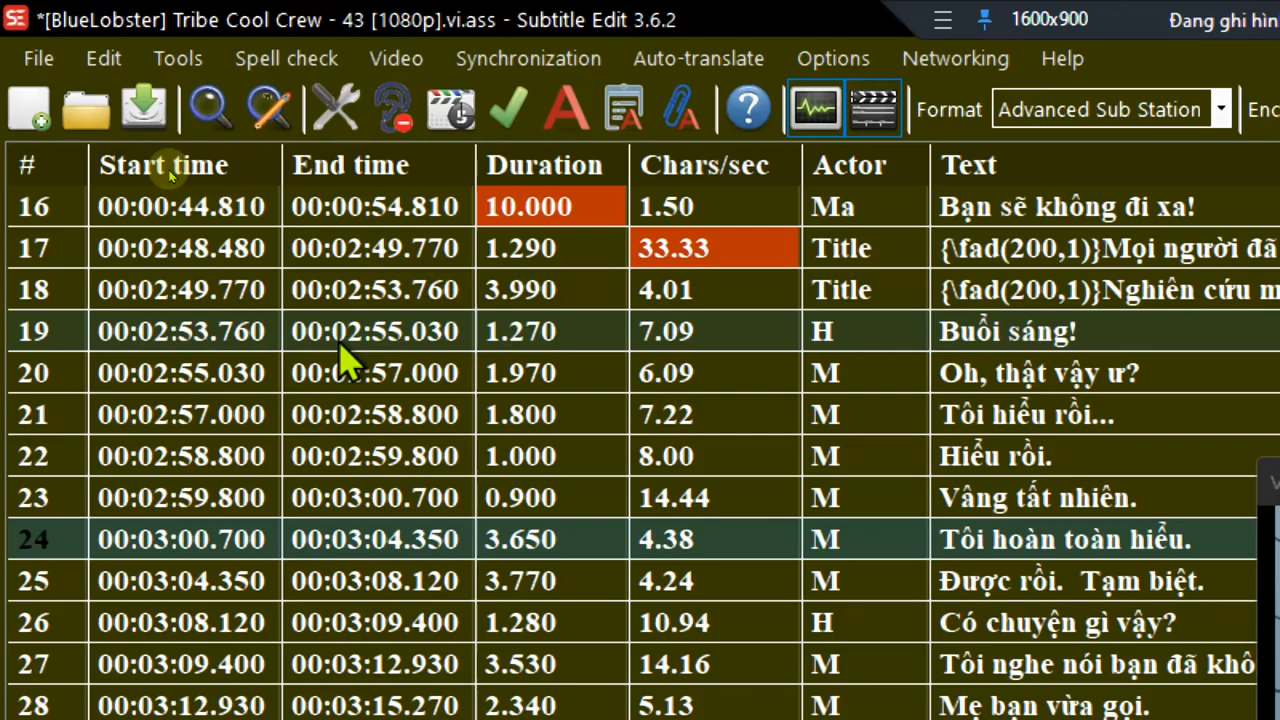 *[BlueLobster] Tribe Cool Crew - 43 [1080p].vi.ass - Subtitle Edit 3.6.2 1600x900 Đang ghi hìn
File Edit Tools Spell check Video Synchronization Auto-translate Options Networking Help
Format Advanced Sub Station Enc
# Start time End time Duration Chars/sec Actor Text
16 00:00:44.810 00:00:54.810 10.000 1.50 Ma Bạn sẽ không đi xa!
17 00:02:48.480 00:02:49.770 1.290 33.33 Title {\fad(200,1)}Mọi người đã
18 00:02:49.770 00:02:53.760 3.990 4.01 Title {\fad(200,1)}Nghiên cứu m
19 00:02:53.760 00:02:55.030 1.270 7.09 H Buổi sáng!
20 00:02:55.030 00:02:57.000 1.970 6.09 M Oh, thật vậy ư?
21 00:02:57.000 00:02:58.800 1.800 7.22 M Tôi hiểu rồi...
22 00:02:58.800 00:02:59.800 1.000 8.00 M Hiểu rồi.
23 00:02:59.800 00:03:00.700 0.900 14.44 M Vâng tất nhiên.
24 00:03:00.700 00:03:04.350 3.650 4.38 M Tôi hoàn toàn hiểu.
25 00:03:04.350 00:03:08.120 3.770 4.24 M Được rồi.  Tạm biệt.
26 00:03:08.120 00:03:09.400 1.280 10.94 H Có chuyện gì vậy?
27 00:03:09.400 00:03:12.930 3.530 14.16 M Tôi nghe nói bạn đã khô
28 00:03:12.930 00:03:15.270 2.340 5.13 M Mẹ bạn vừa gọi.